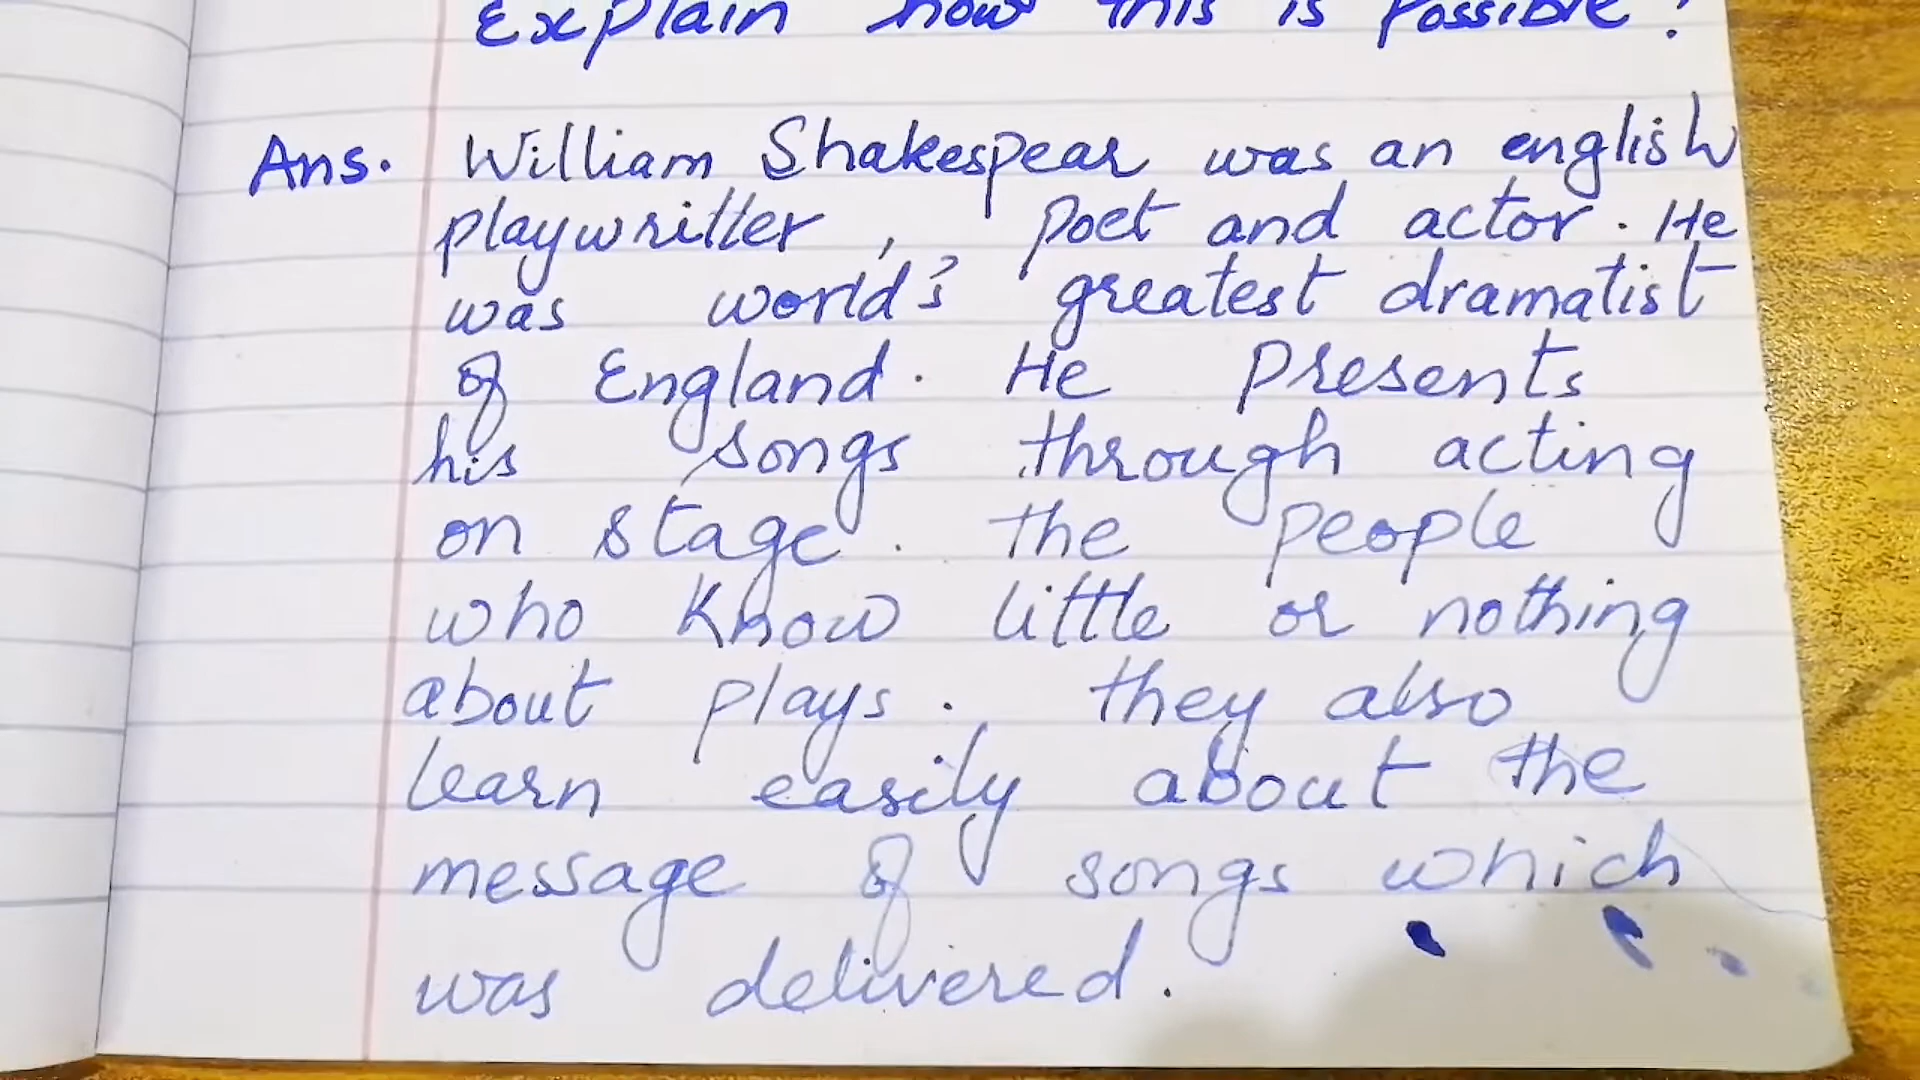 Explain how this is possible?
Ans. William Shakespear was an english
playwritter, poet and actor. He
was world's greatest dramatist
of England. He presents
his songs through acting
on stage. the people
who know little or nothing
about plays. they also
learn easily about the
message of songs which
was delivered.